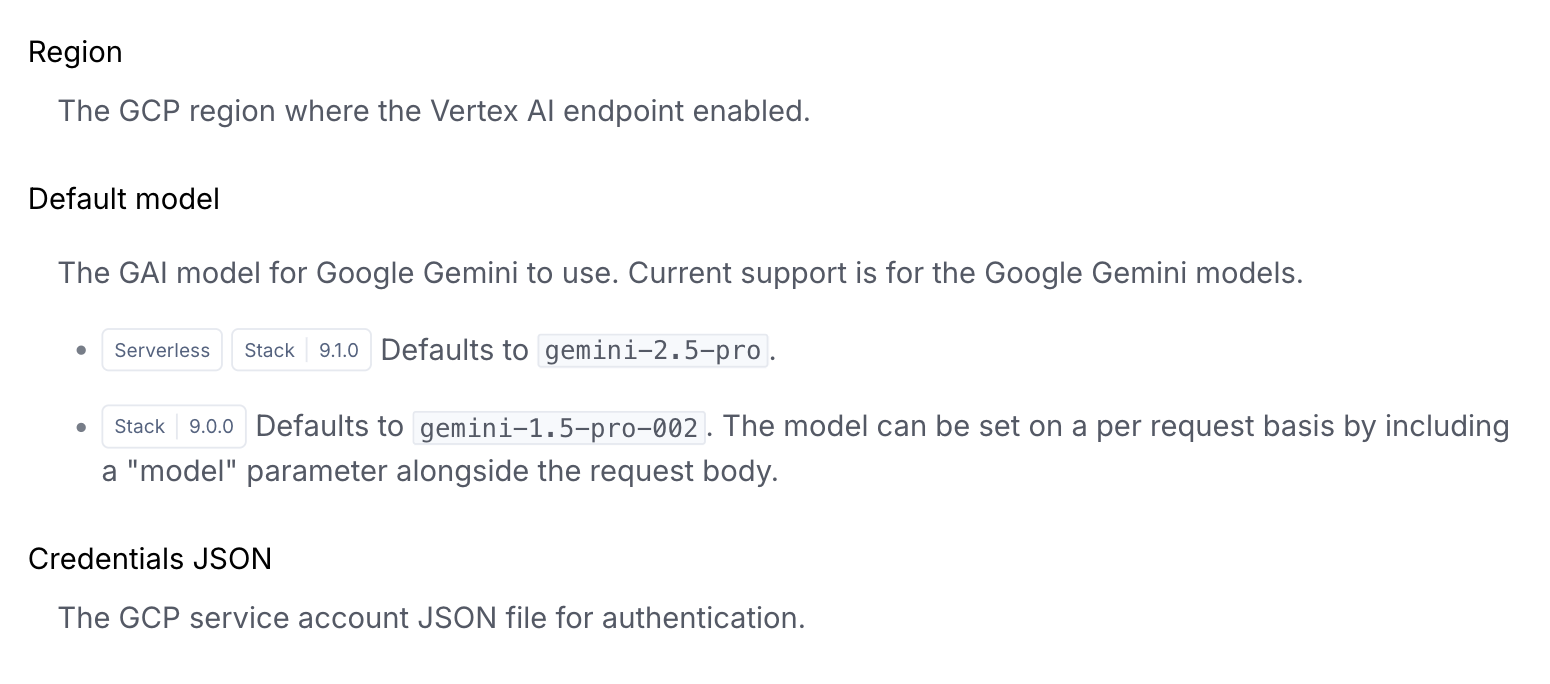 Region
The GCP region where the Vertex AI endpoint enabled.
Default model
The GAI model for Google Gemini to use. Current support is for the Google Gemini models.
• Serverless Stack | 9.1.0 Defaults to gemini-2.5-pro.
• Stack | 9.0.0 Defaults to gemini-1.5-pro-002. The model can be set on a per request basis by including
a "model" parameter alongside the request body.
Credentials JSON
The GCP service account JSON file for authentication.